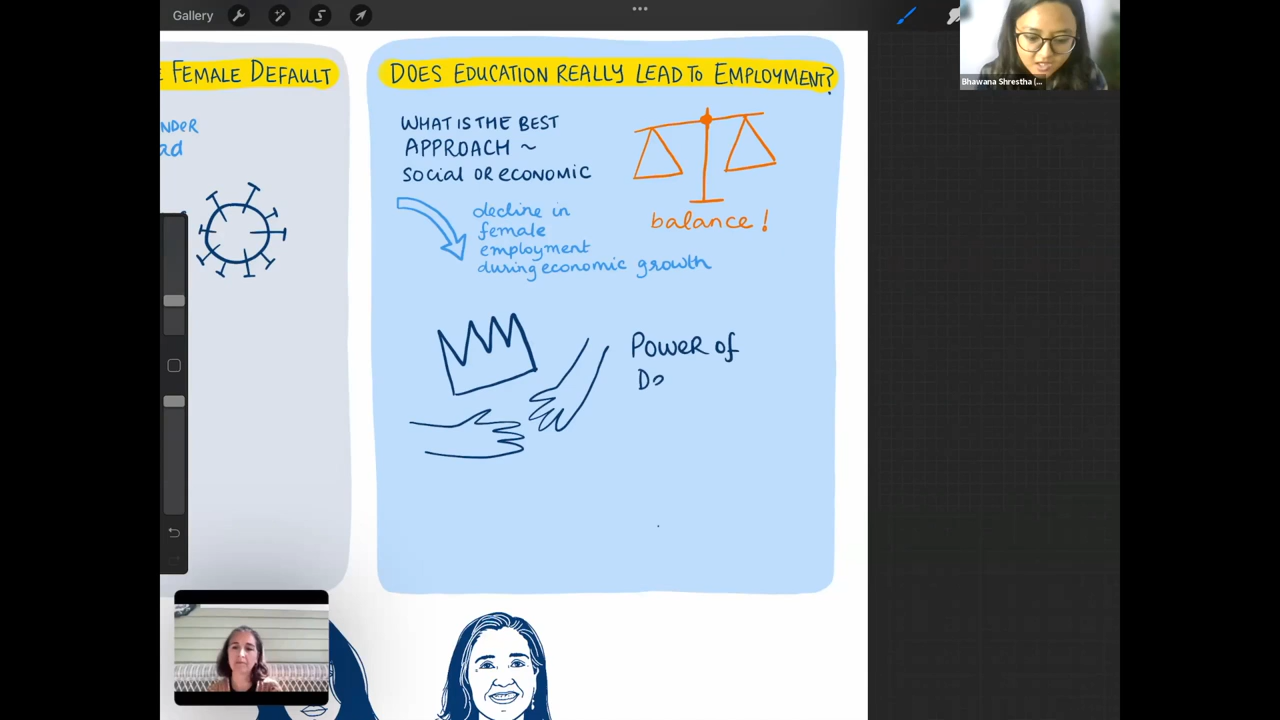 Gallery
E FEMALE DEFAULT
NDER
ad
DOES EDUCATION REALLY LEAD TO EMPLOYMENT?
WHAT IS THE BEST
APPROACH ~
social or economic
decline in
female
employment
during economic growth
balance!
Power of
Do
Bhawana Shrestha (...